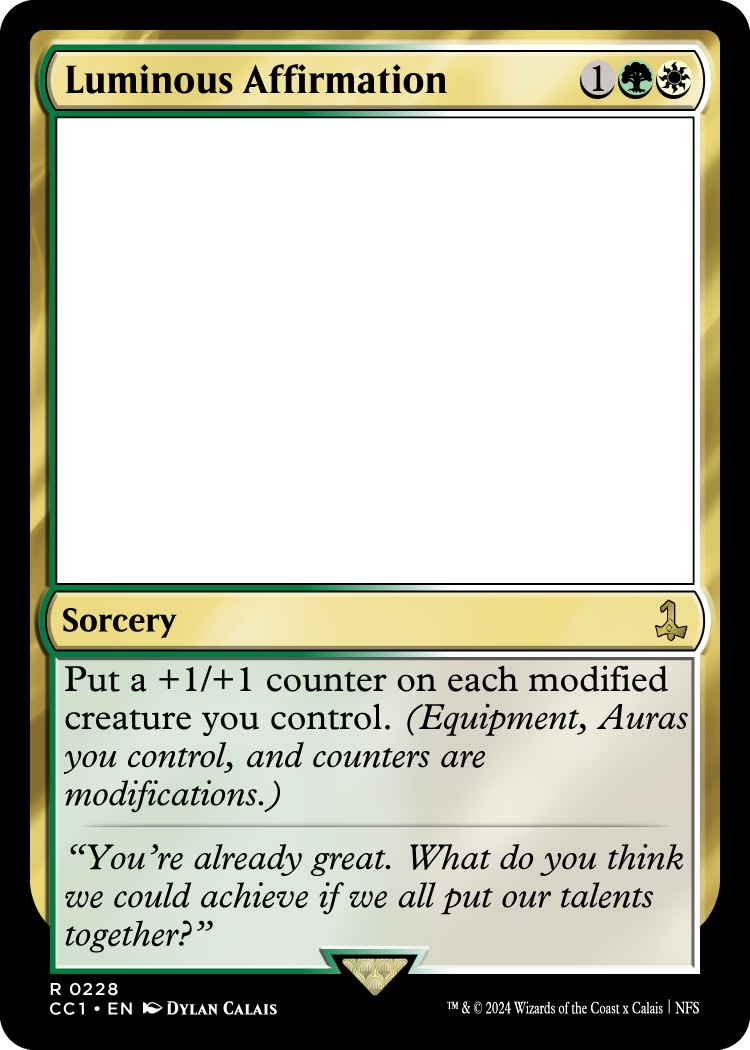 Luminous Affirmation 1
Sorcery
Put a +1/+1 counter on each modified
creature you control. (Equipment, Auras
you control, and counters are
modifications.)
“You’re already great. What do you think
we could achieve if we all put our talents
together?”
R 0228
CC1 • EN Dylan Calais
™ & © 2024 Wizards of the Coast x Calais | NFS